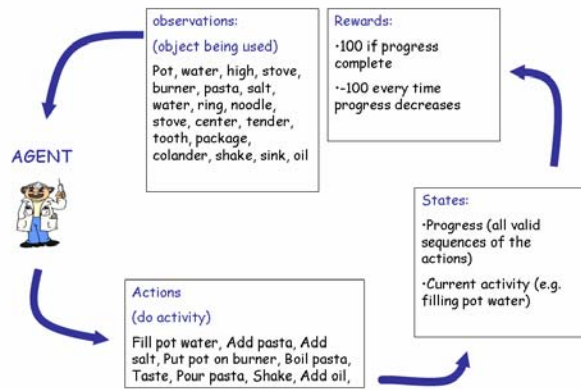 observations:
(object being used)
Pot, water, high, stove,
burner, pasta, salt,
water, ring, noodle,
stove, center, tender,
tooth, package,
colander, shake, sink, oil
Rewards:
•100 if progress
complete
•-100 every time
progress decreases
AGENT
States:
•Progress (all valid
sequences of the
actions)
•Current activity (e.g.
filling pot water)
Actions
(do activity)
Fill pot water, Add pasta, Add
salt, Put pot on burner, Boil pasta,
Taste, Pour pasta, Shake, Add oil,